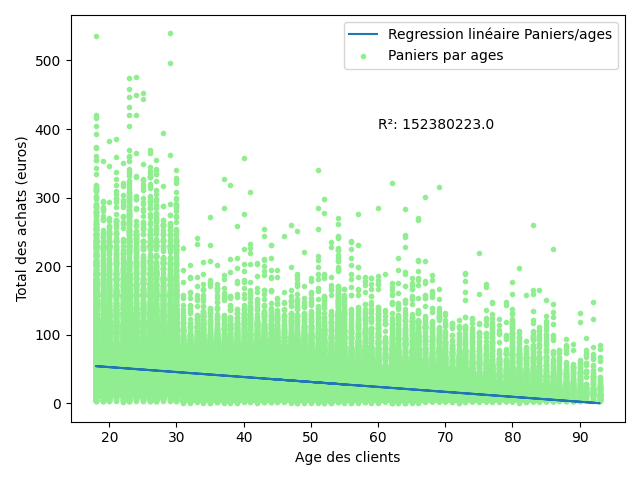 Regression linéaire Paniers/ages
Paniers par ages
R²: 152380223.0
500
400
300
200
100
0
Total des achats (euros)
20 30 40 50 60 70 80 90
Age des clients